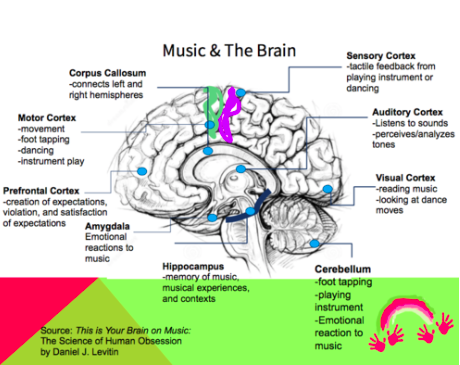 Music & The Brain
Corpus Callosum
-connects left and
right hemispheres
Sensory Cortex
-tactile feedback from
playing instrument or
dancing
Motor Cortex
-movement
-foot tapping
-dancing
-instrument play
Auditory Cortex
-Listens to sounds
-perceives/analyzes
tones
Prefrontal Cortex
-creation of expectations,
violation, and satisfaction
of expectations
Visual Cortex
-reading music
-looking at dance
moves
Amygdala
Emotional
reactions to
music
Hippocampus
-memory of music,
musical experiences,
and contexts
Cerebellum
-foot tapping
-playing
instrument
-Emotional
reaction to
music
Source: This is Your Brain on Music:
The Science of Human Obsession
by Daniel J. Levitin